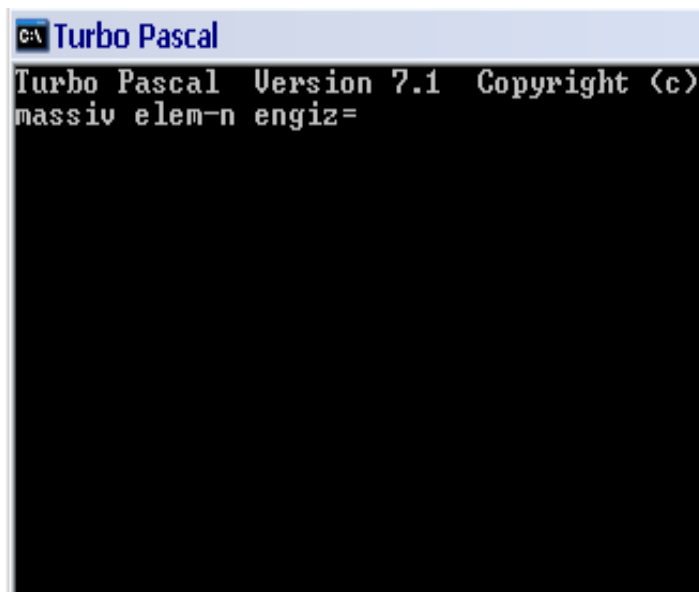 Turbo Pascal
Turbo Pascal Version 7.1 Copyright (c)
massiv elem-n engiz=